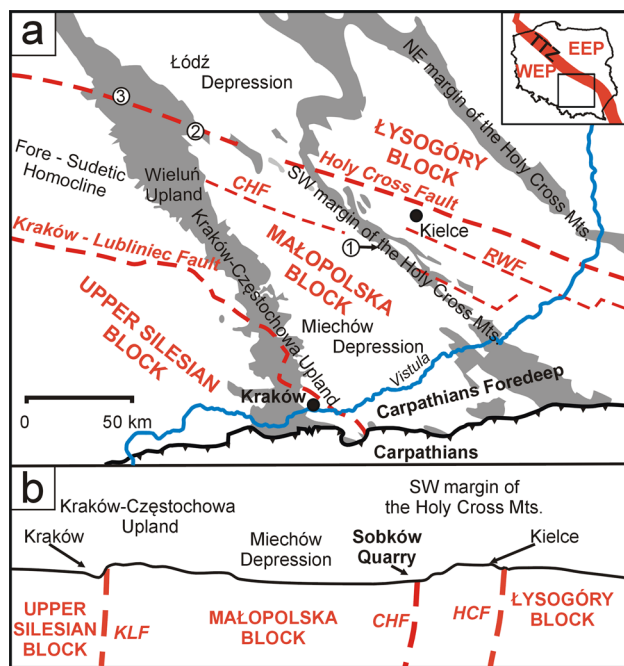 a
Łódź
Depression
NE margin of the Holy Cross Mts.
TTZ
EEP
WEP
3
2
Fore - Sudetic
Homocline
Wieluń
Upland
ŁYSOGÓRY
BLOCK
Holy Cross Fault
CHF
SW margin of the Holy Cross Mts.
Kielce
1
RWF
Kraków - Lubliniec Fault
Kraków-Częstochowa Upland
MAŁOPOLSKA
BLOCK
UPPER SILESIAN
BLOCK
Miechów
Depression
Vistula
0
50 km
Kraków
Carpathians Foredeep
Carpathians
b
Kraków-Częstochowa
Upland
SW margin of
the Holy Cross Mts.
Kraków
Miechów
Depression
Sobków
Quarry
Kielce
UPPER
SILESIAN
BLOCK
KLF
MAŁOPOLSKA
BLOCK
CHF
HCF
ŁYSOGÓRY
BLOCK